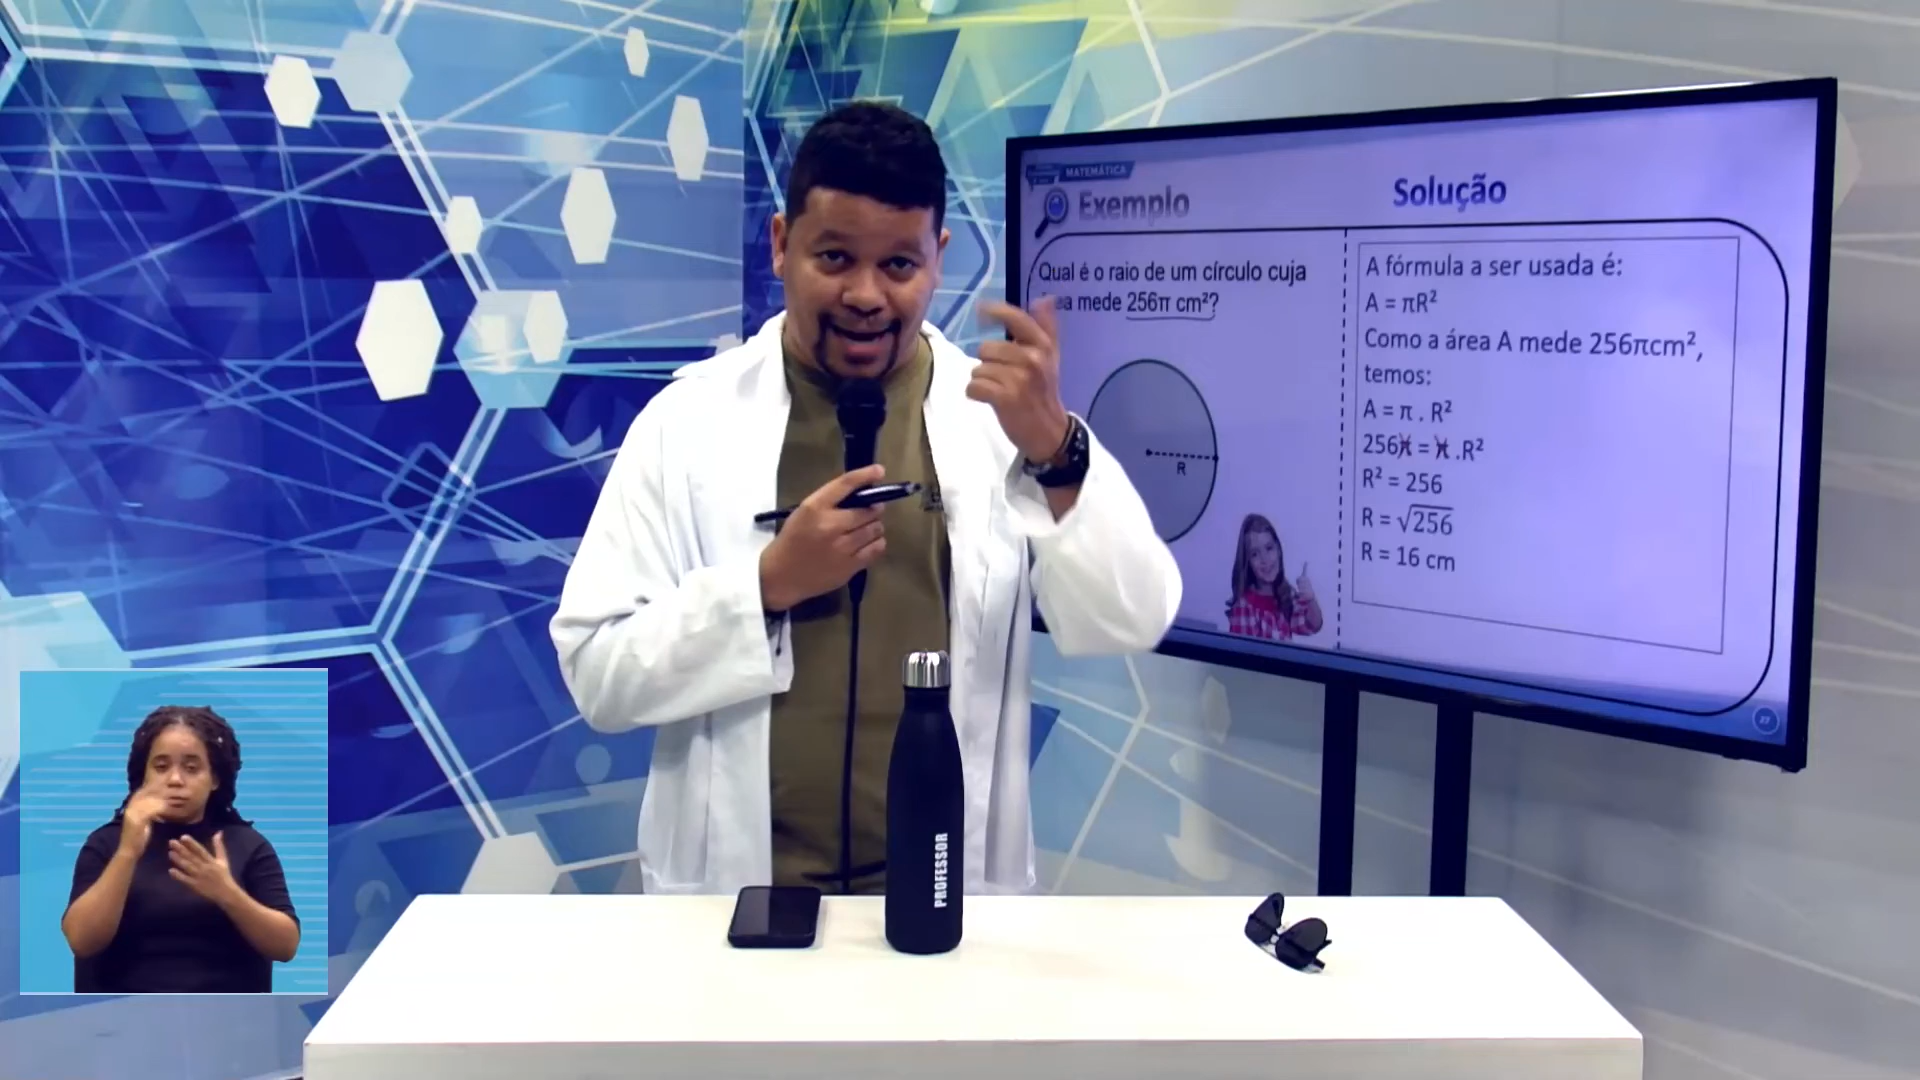 MATEMÁTICA
Exemplo
Solução
Qual é o raio de um círculo cuja
mede 256π cm²?
R
A fórmula a ser usada é:
A = πR²
Como a área A mede 256πcm²,
temos:
A = π . R²
256π = π .R²
R² = 256
R = √256
R = 16 cm
PROFESSOR